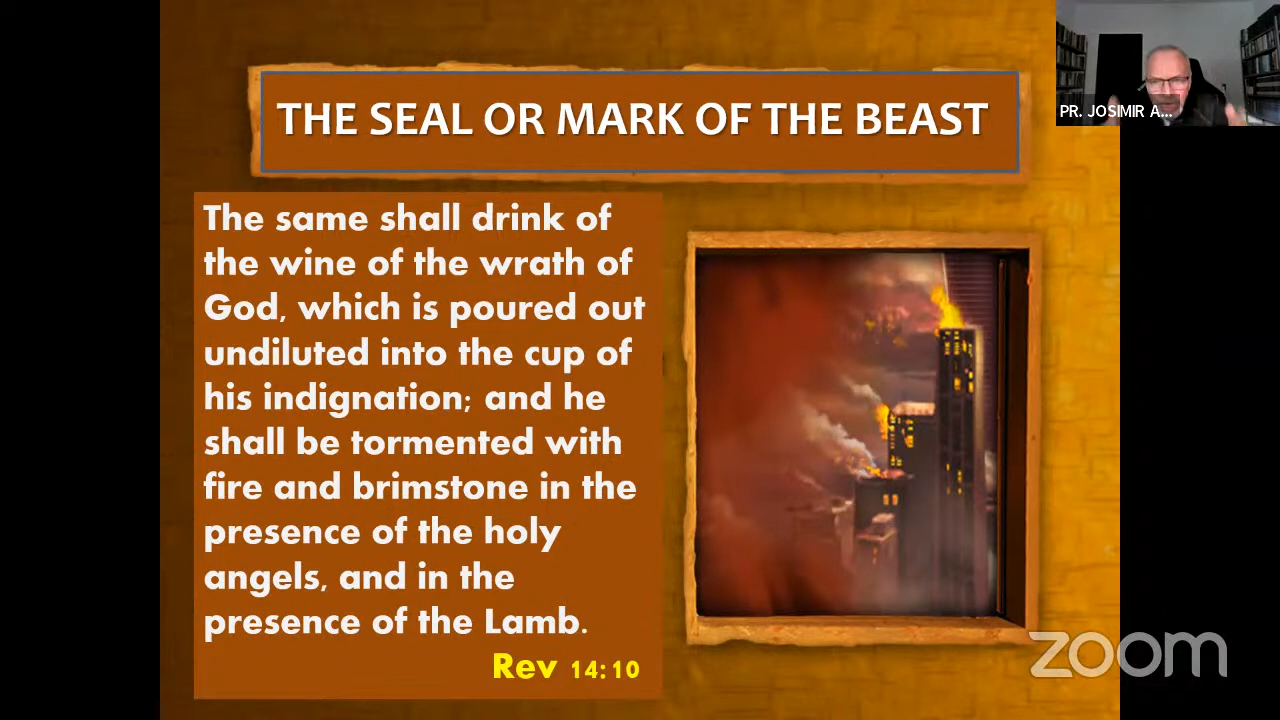 THE SEAL OR MARK OF THE BEAST
PR. JOSIMIR A...
The same shall drink of
the wine of the wrath of
God, which is poured out
undiluted into the cup of
his indignation; and he
shall be tormented with
fire and brimstone in the
presence of the holy
angels, and in the
presence of the Lamb.
Rev 14:10
zoom